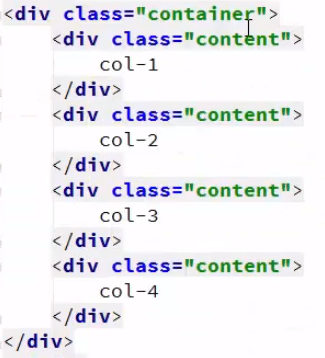 <div class="container">
    <div class="content">
        col-1
    </div>
    <div class="content">
        col-2
    </div>
    <div class="content">
        col-3
    </div>
    <div class="content">
        col-4
    </div>
</div>